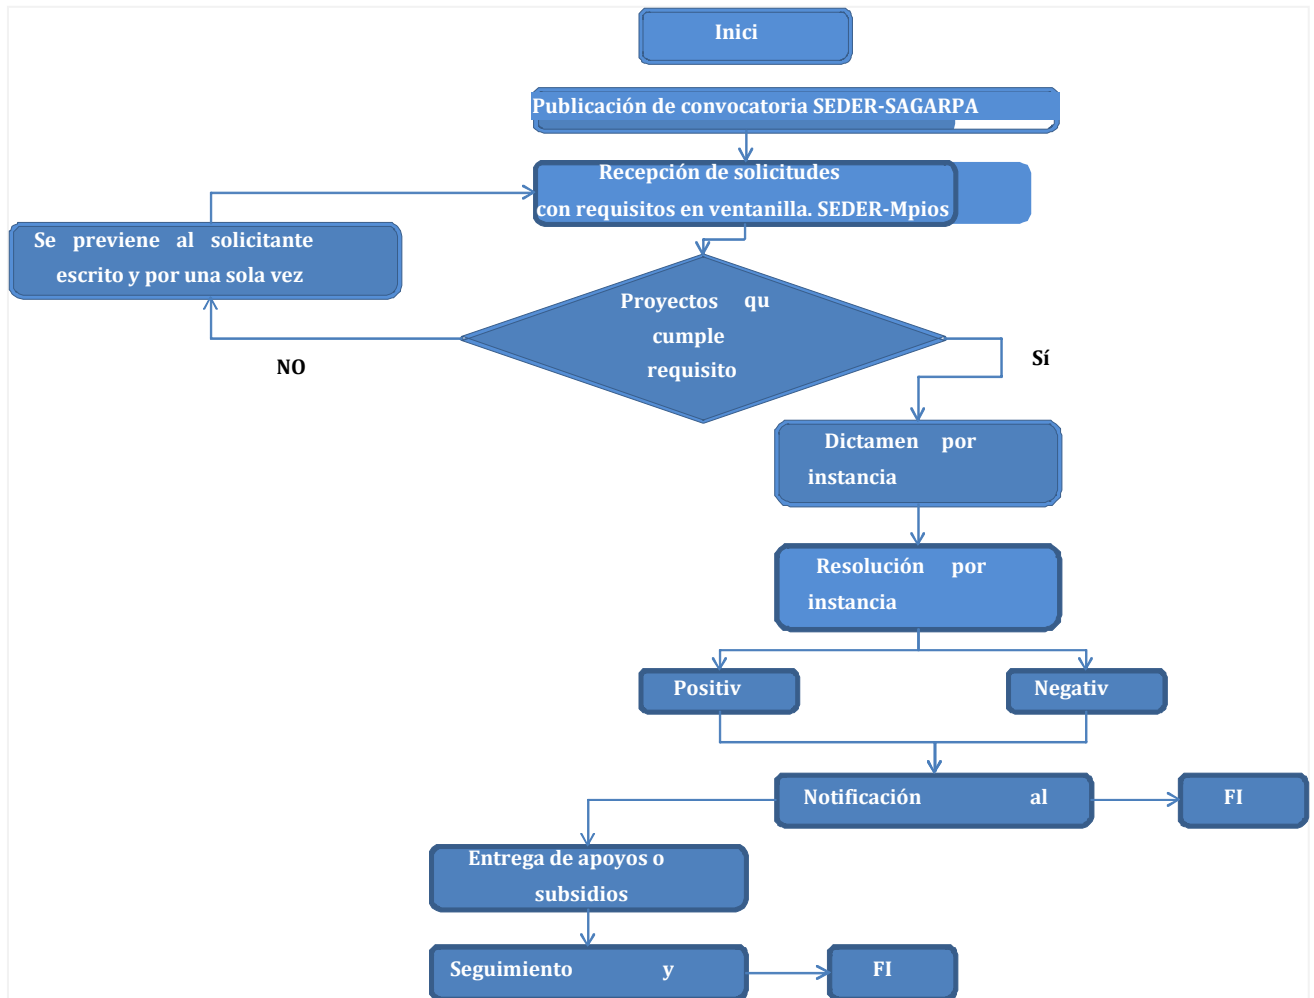 Inici
Publicación de convocatoria SEDER-SAGARPA
Recepción de solicitudes
con requisitos en ventanilla. SEDER-Mpios
Se previene al solicitante
escrito y por una sola vez
Proyectos qu
cumple
requisito
NO
Sí
Dictamen por
instancia
Resolución por
instancia
Positiv
Negativ
Notificación al
FI
Entrega de apoyos o
subsidios
Seguimiento y
FI